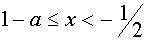 1 − a ≤ x < − 1/2